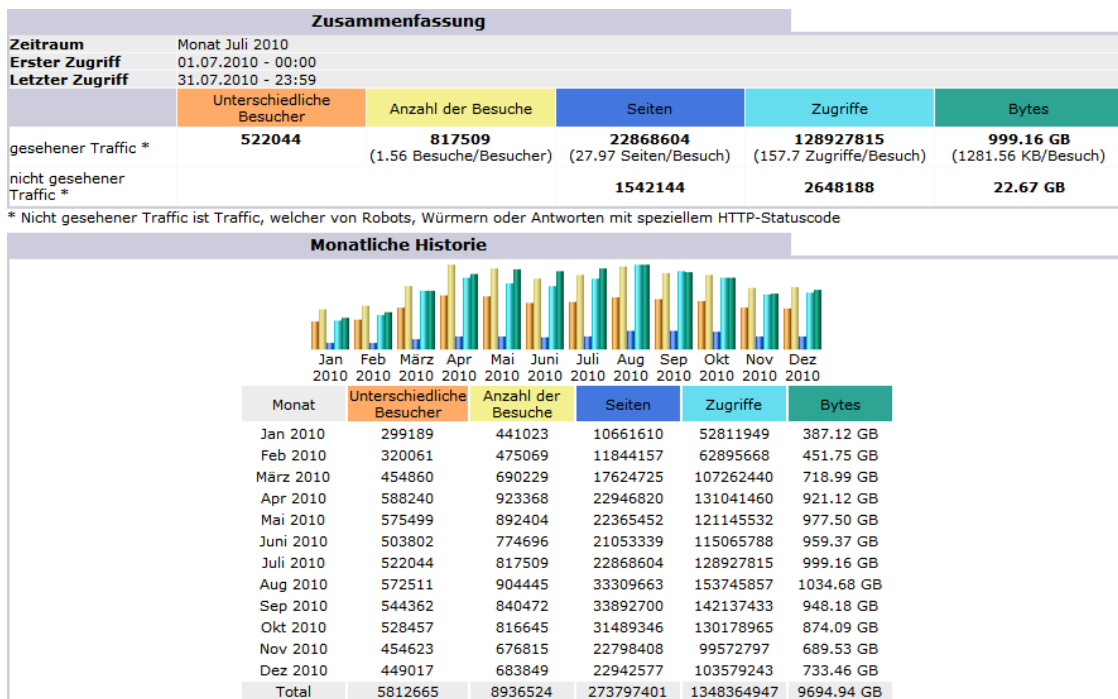 Zusammenfassung
Zeitraum Monat Juli 2010
Erster Zugriff 01.07.2010 - 00:00
Letzter Zugriff 31.07.2010 - 23:59
Unterschiedliche Besucher Anzahl der Besuche Seiten Zugriffe Bytes
gesehener Traffic * 522044 817509 22868604 128927815 999.16 GB
(1.56 Besuche/Besucher) (27.97 Seiten/Besuch) (157.7 Zugriffe/Besuch) (1281.56 KB/Besuch)
nicht gesehener Traffic * 1542144 2648188 22.67 GB
* Nicht gesehener Traffic ist Traffic, welcher von Robots, Würmern oder Antworten mit speziellem HTTP-Statuscode
Monatliche Historie
Jan Feb März Apr Mai Juni Juli Aug Sep Okt Nov Dez
2010 2010 2010 2010 2010 2010 2010 2010 2010 2010 2010 2010
Monat Unterschiedliche Besucher Anzahl der Besuche Seiten Zugriffe Bytes
Jan 2010 299189 441023 10661610 52811949 387.12 GB
Feb 2010 320061 475069 11844157 62895668 451.75 GB
März 2010 454860 690229 17624725 107262440 718.99 GB
Apr 2010 588240 923368 22946820 131041460 921.12 GB
Mai 2010 575499 892404 22365452 121145532 977.50 GB
Juni 2010 503802 774696 21053339 115065788 959.37 GB
Juli 2010 522044 817509 22868604 128927815 999.16 GB
Aug 2010 572511 904445 33309663 153745857 1034.68 GB
Sep 2010 544362 840472 33892700 142137433 948.18 GB
Okt 2010 528457 816645 31489346 130178965 874.09 GB
Nov 2010 454623 676815 22798408 99572797 689.53 GB
Dez 2010 449017 683849 22942577 103579243 733.46 GB
Total 5812665 8936524 273797401 1348364947 9694.94 GB